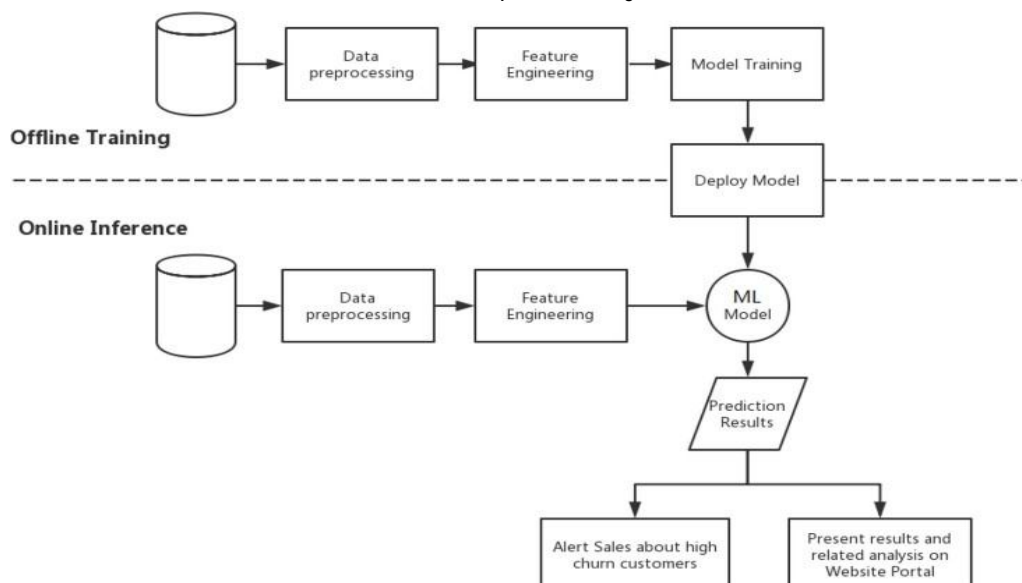 Data
preprocessing
Feature
Engineering
Model Training
Offline Training
Deploy Model
Online Inference
Data
preprocessing
Feature
Engineering
ML
Model
Prediction
Results
Alert Sales about high
churn customers
Present results and
related analysis on
Website Portal